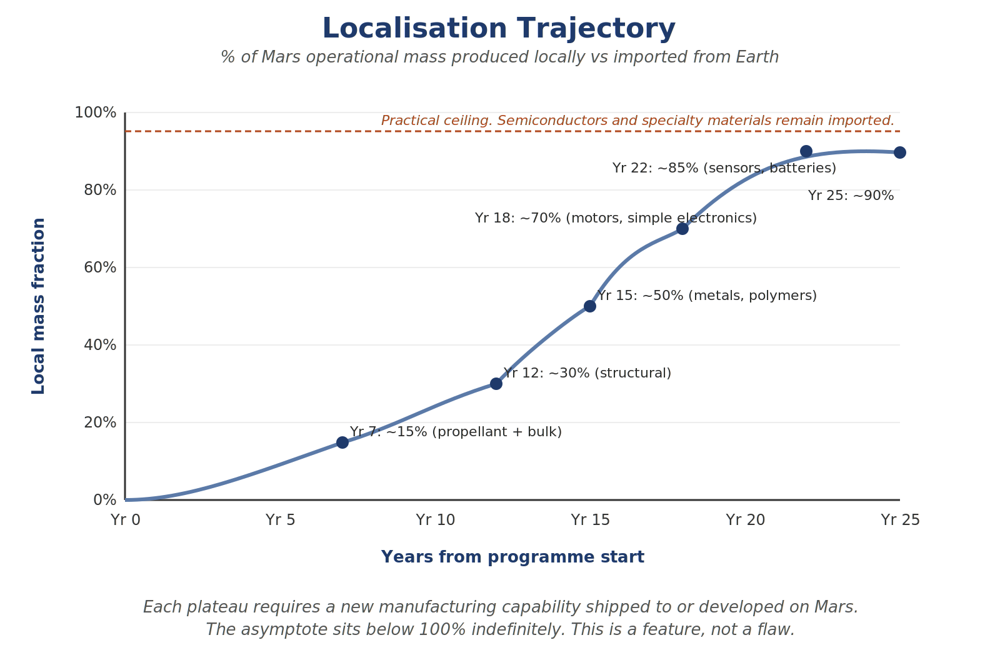 Localisation Trajectory
% of Mars operational mass produced locally vs imported from Earth
100%
Practical ceiling. Semiconductors and specialty materials remain imported.
Yr 22: ~85% (sensors, batteries)
80%
Yr 25: ~90%
Yr 18: ~70% (motors, simple electronics)
60%
Yr 15: ~50% (metals, polymers)
40%
Yr 12: ~30% (structural)
20%
Yr 7: ~15% (propellant + bulk)
0%
Local mass fraction
Yr 0 Yr 5 Yr 10 Yr 15 Yr 20 Yr 25
Years from programme start
Each plateau requires a new manufacturing capability shipped to or developed on Mars.
The asymptote sits below 100% indefinitely. This is a feature, not a flaw.